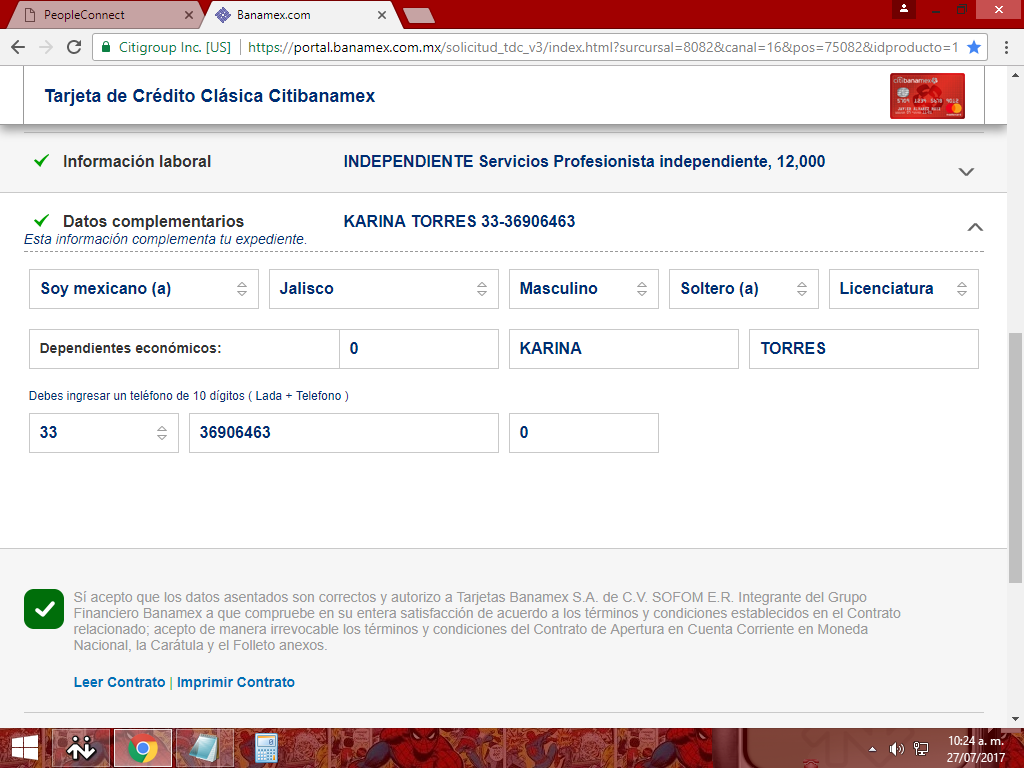 PeopleConnect
Banamex.com
Citigroup Inc. [US] https://portal.banamex.com.mx/solicitud_tdc_v3/index.html?sursursal=8082&canal=16&pos=75082&idproducto=1
Tarjeta de Crédito Clásica Citibanamex
citibanamex
Información laboral INDEPENDIENTE Servicios Profesionista independiente, 12,000
Datos complementarios KARINA TORRES 33-36906463
Esta información complementa tu expediente.
Soy mexicano (a) Jalisco Masculino Soltero (a) Licenciatura
Dependientes económicos: 0 KARINA TORRES
Debes ingresar un teléfono de 10 dígitos ( Lada + Telefono )
33 36906463 0
Sí acepto que los datos asentados son correctos y autorizo a Tarjetas Banamex S.A. de C.V. SOFOM E.R. Integrante del Grupo
Financiero Banamex a que compruebe en su entera satisfacción de acuerdo a los términos y condiciones establecidos en el Contrato
relacionado; acepto de manera irrevocable los términos y condiciones del Contrato de Apertura en Cuenta Corriente en Moneda
Nacional, la Carátula y el Folleto anexos.
Leer Contrato | Imprimir Contrato
10:24 a. m.
27/07/2017